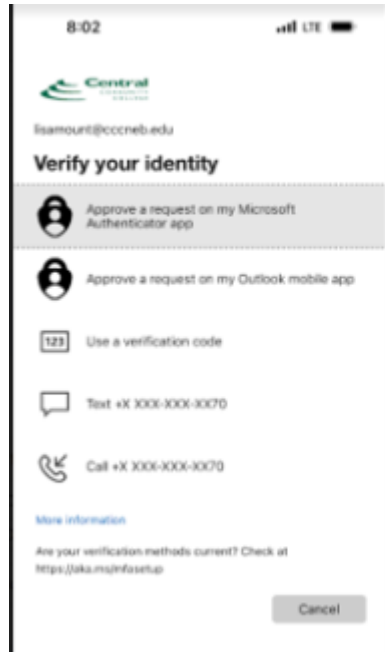 8:02
LTE
Central
COMMUNITY
COLLEGE
lisamount@cccneb.edu
Verify your identity
Approve a request on my Microsoft
Authenticator app
Approve a request on my Outlook mobile app
123
Use a verification code
Text +X XXX-XXX-XX70
Call +X XXX-XXX-XX70
More information
Are your verification methods current? Check at
https://aka.ms/mfasetup
Cancel